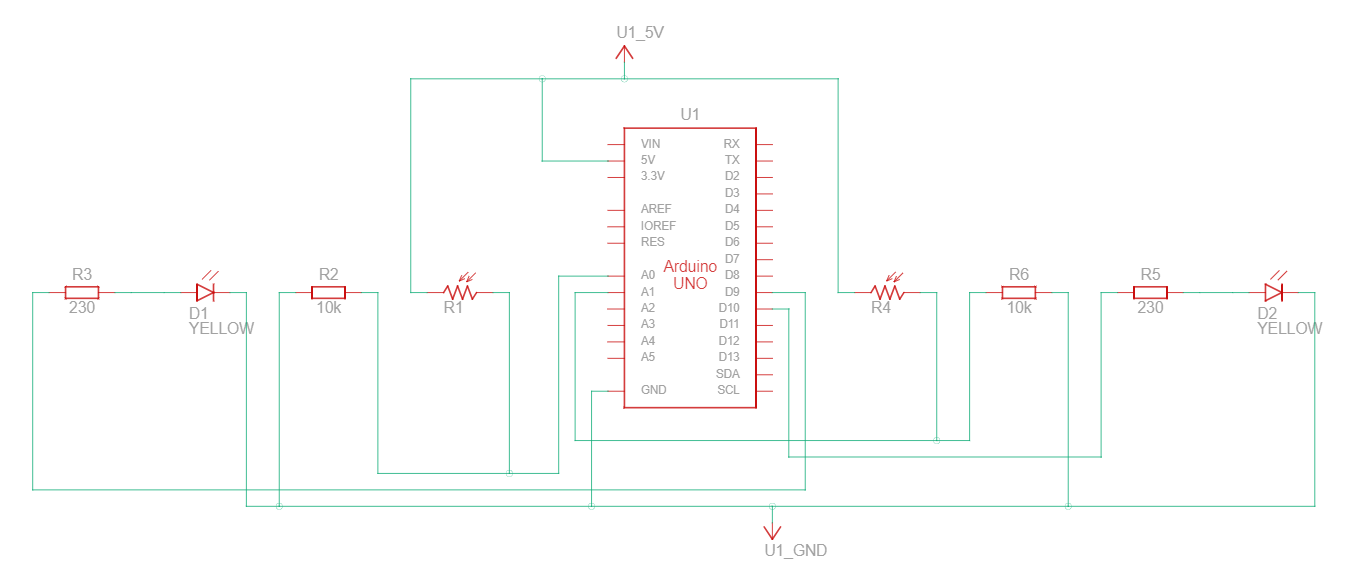 U1_5V
U1
VIN
RX
5V
TX
3.3V
D2
D3
AREF
D4
IOREF
D5
RES
D6
D7
Arduino
UNO
A0
D8
A1
D9
A2
D10
A3
D11
A4
D12
A5
D13
SDA
GND
SCL
R3
230
D1
YELLOW
R2
10k
R1
R4
R6
10k
R5
230
D2
YELLOW
U1_GND